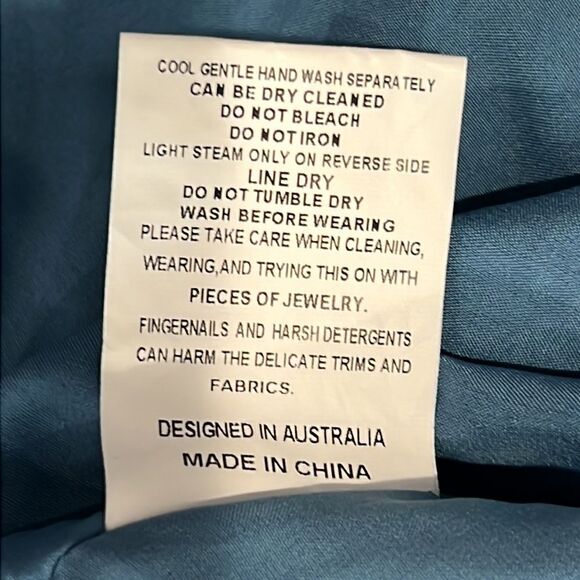 COOL GENTLE HAND WASH SEPARATELY
CAN BE DRY CLEANED
DO NOT BLEACH
DO NOT IRON
LIGHT STEAM ONLY ON REVERSE SIDE
LINE DRY
DO NOT TUMBLE DRY
WASH BEFORE WEARING
PLEASE TAKE CARE WHEN CLEANING,
WEARING,AND TRYING THIS ON WITH
PIECES OF JEWELRY.
FINGERNAILS AND HARSH DETERGENTS
CAN HARM THE DELICATE TRIMS AND
FABRICS.
DESIGNED IN AUSTRALIA
MADE IN CHINA